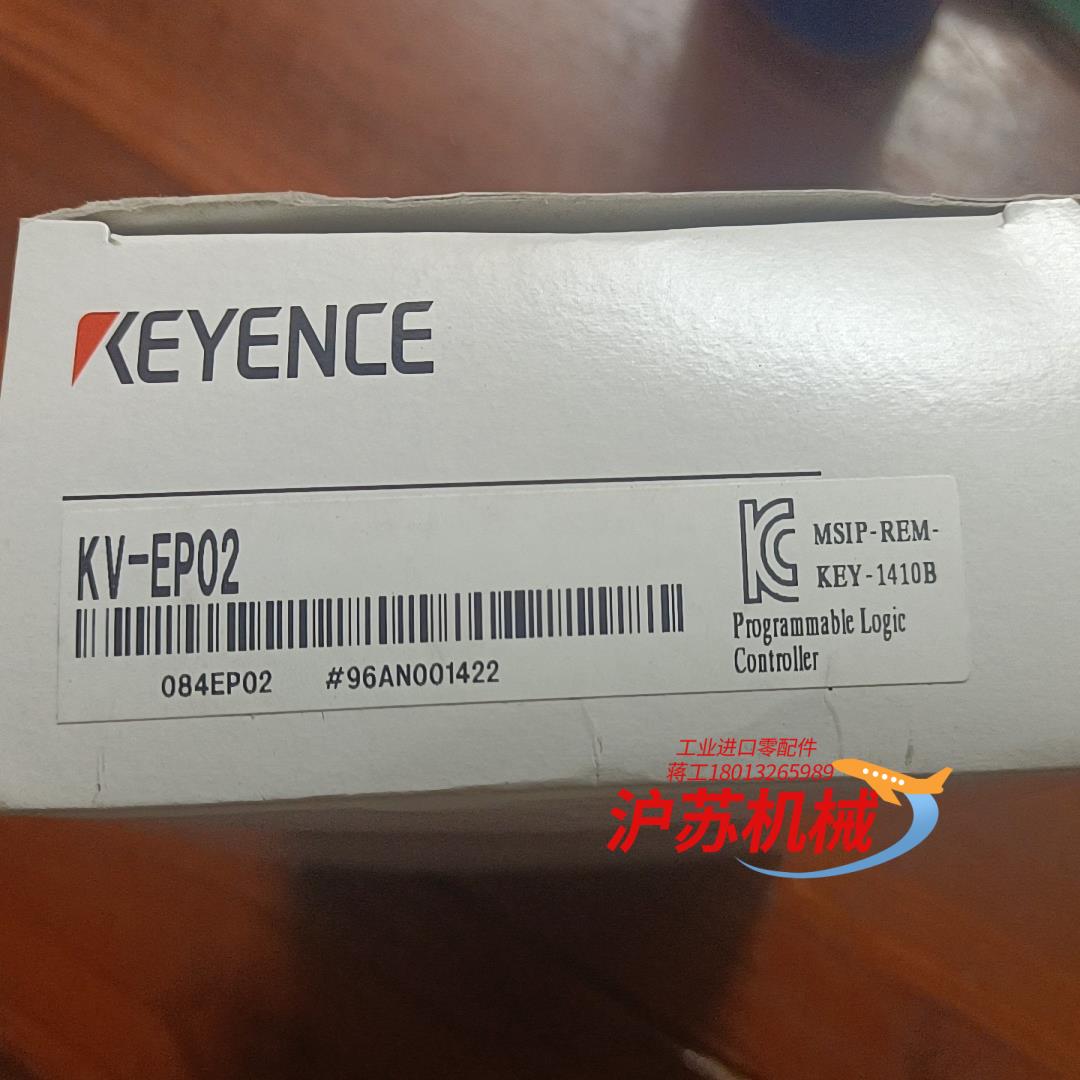 KEYENCE
KV-EP02
084EP02 #96AN001422
MSIP-REM-
KEY-1410B
Programmable Logic
Controller
工业进口零配件
蒋工18013265989
沪苏机械